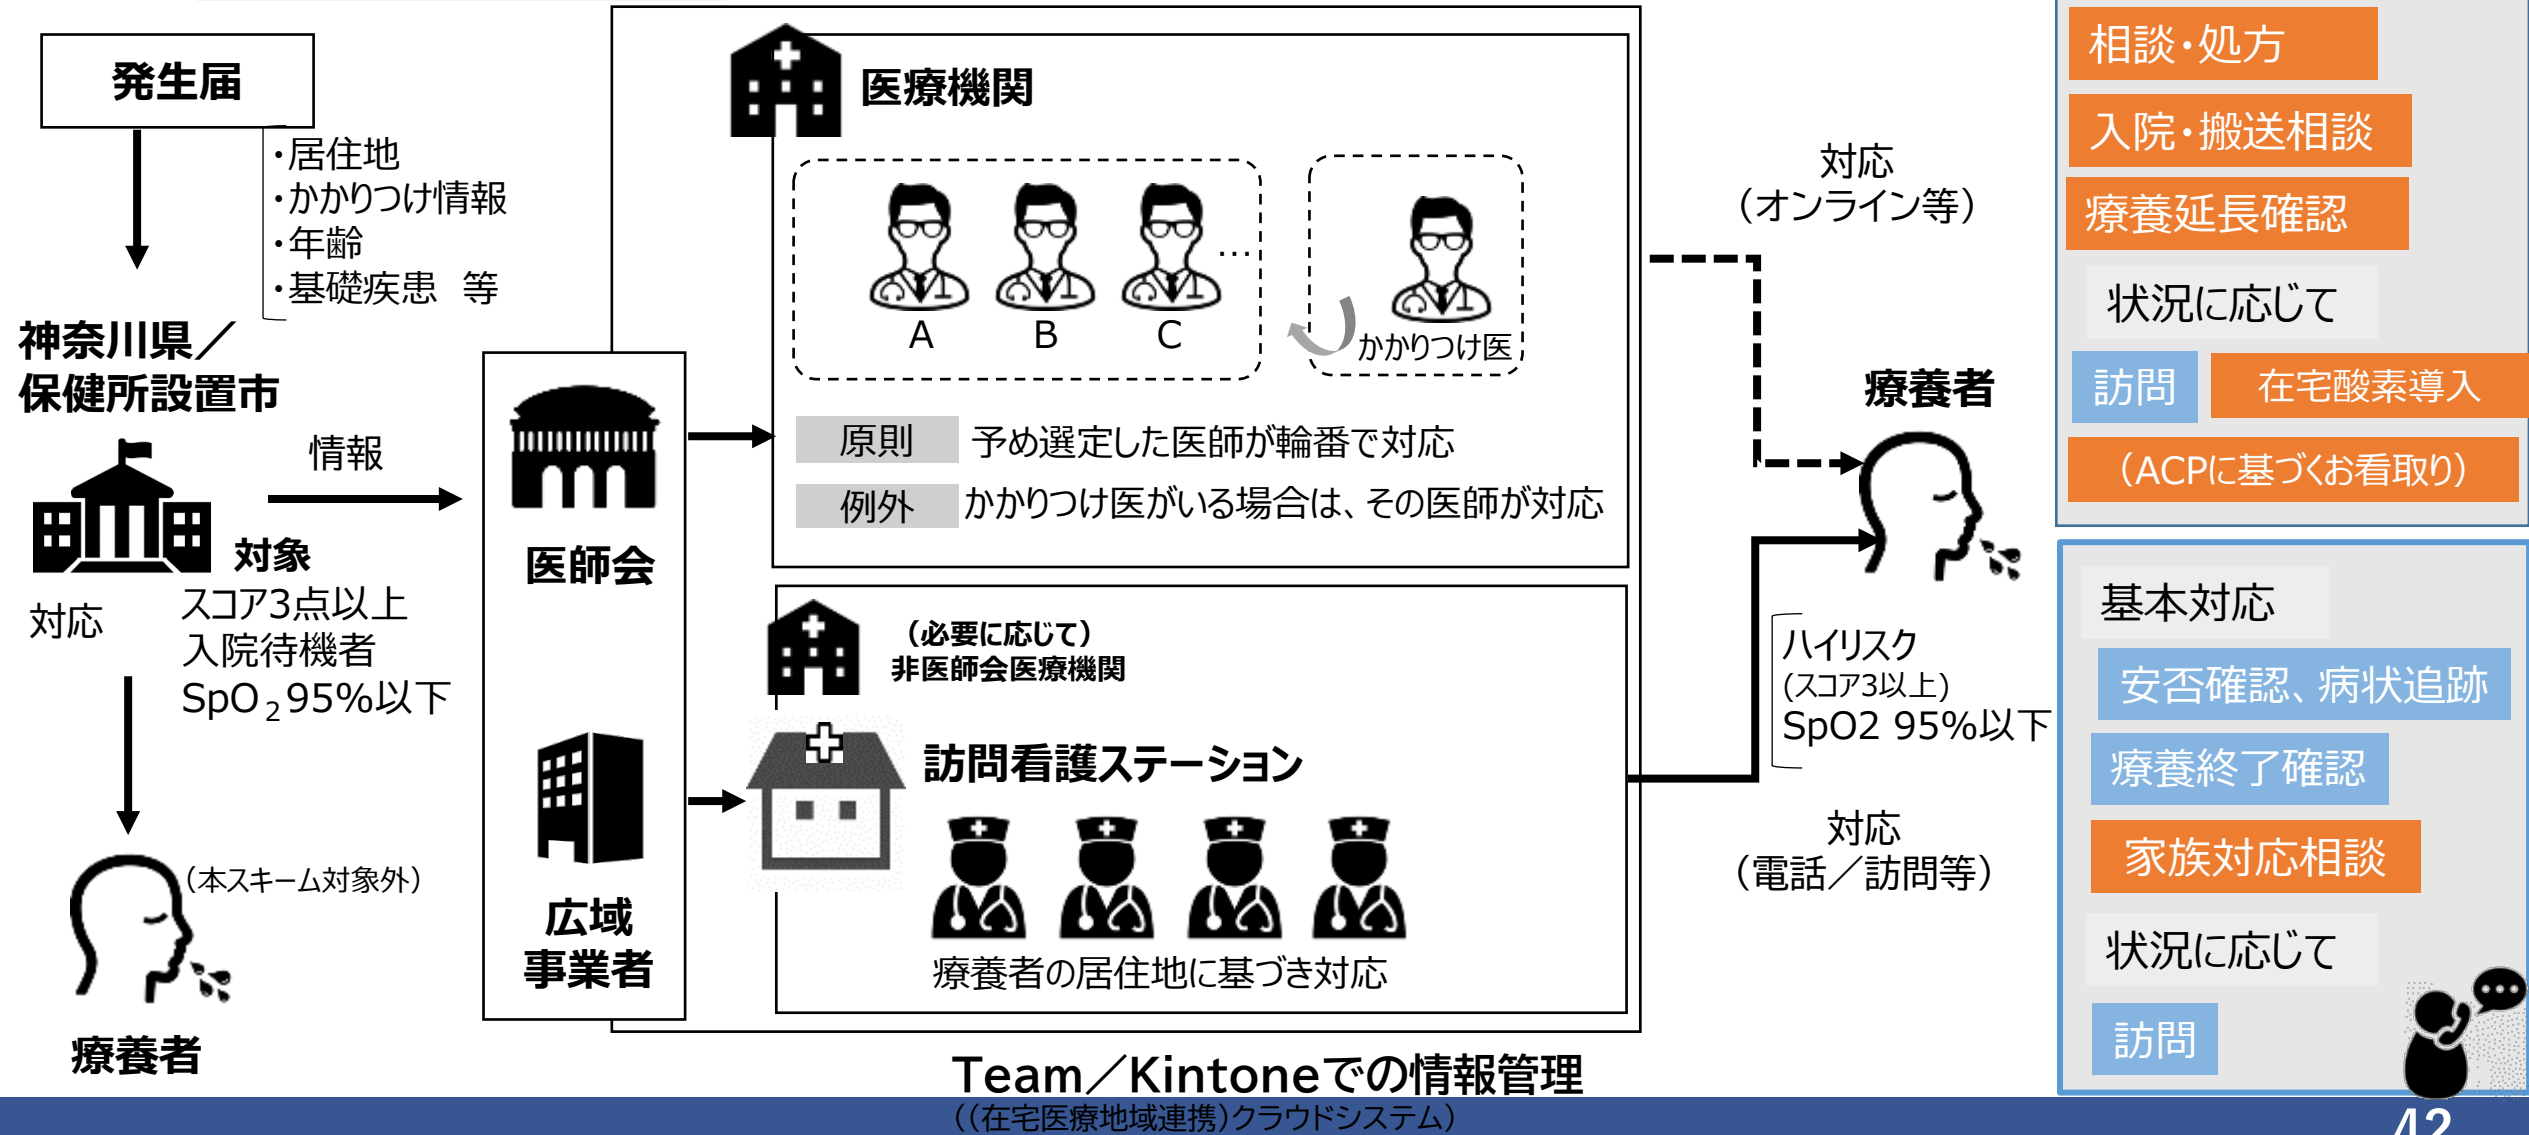 発生届
・居住地
・かかりつけ情報
・年齢
・基礎疾患　等
神奈川県／
保健所設置市
情報
対象
スコア3点以上
入院待機者
SpO₂95%以下
対応
（本スキーム対象外）
療養者
医師会
広域
事業者
医療機関
A
B
C
…
かかりつけ医
原則
予め選定した医師が輪番で対応
例外
かかりつけ医がいる場合は、その医師が対応
（必要に応じて）
非医師会医療機関
訪問看護ステーション
療養者の居住地に基づき対応
Team／Kintoneでの情報管理
（(在宅医療地域連携)クラウドシステム）
対応
（オンライン等）
療養者
ハイリスク
(スコア3以上)
SpO2 95%以下
対応
（電話／訪問等）
相談・処方
入院・搬送相談
療養延長確認
状況に応じて
訪問
在宅酸素導入
（ACPに基づくお看取り）
基本対応
安否確認、病状追跡
療養終了確認
家族対応相談
状況に応じて
訪問
42